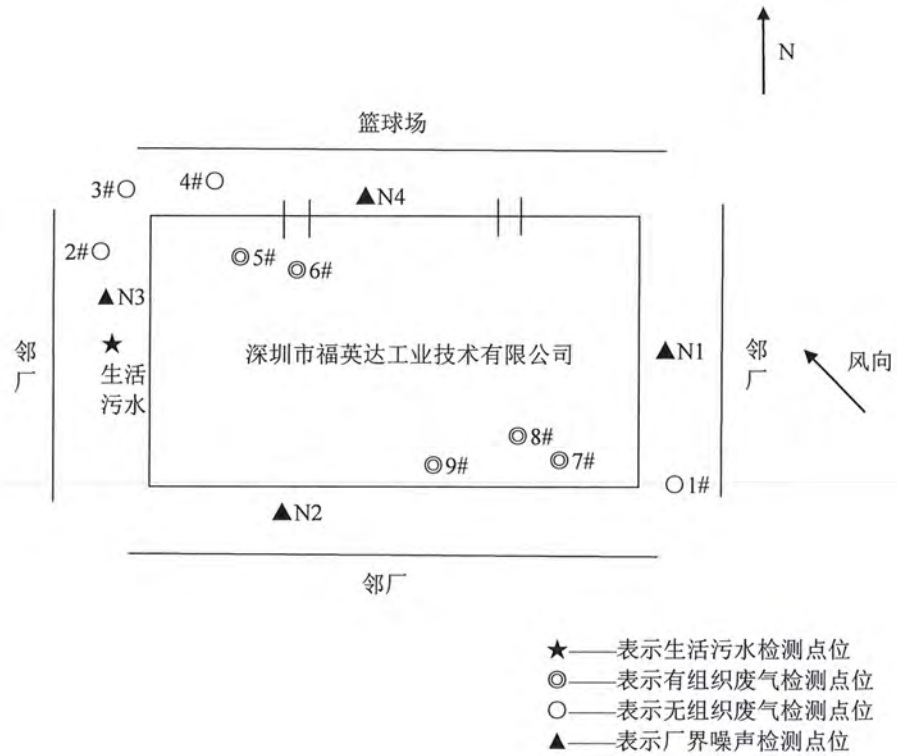 N
篮球场
3#
4#
N4
2#
5#
6#
N3
邻厂
生活
污水
深圳市福英达工业技术有限公司
N1
邻厂
风向
8#
9#
7#
1#
N2
邻厂
——表示生活污水检测点位
——表示有组织废气检测点位
——表示无组织废气检测点位
——表示厂界噪声检测点位